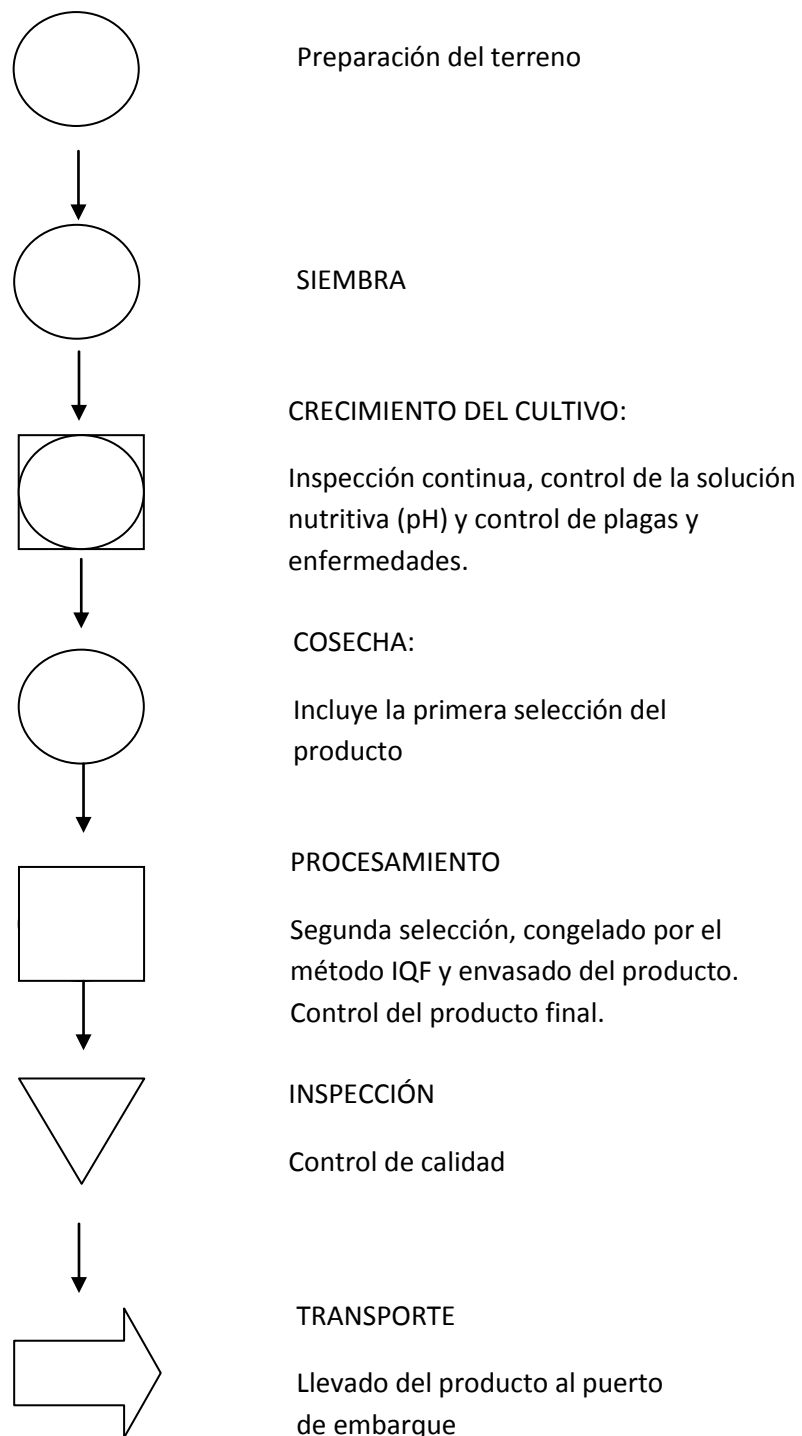 Preparación del terreno
SIEMBRA
CRECIMIENTO DEL CULTIVO:
Inspección continua, control de la solución
nutritiva (pH) y control de plagas y
enfermedades.
COSECHA:
Incluye la primera selección del
producto
PROCESAMIENTO
Segunda selección, congelado por el
método IQF y envasado del producto.
Control del producto final.
INSPECCIÓN
Control de calidad
TRANSPORTE
Llevado del producto al puerto
de embarque